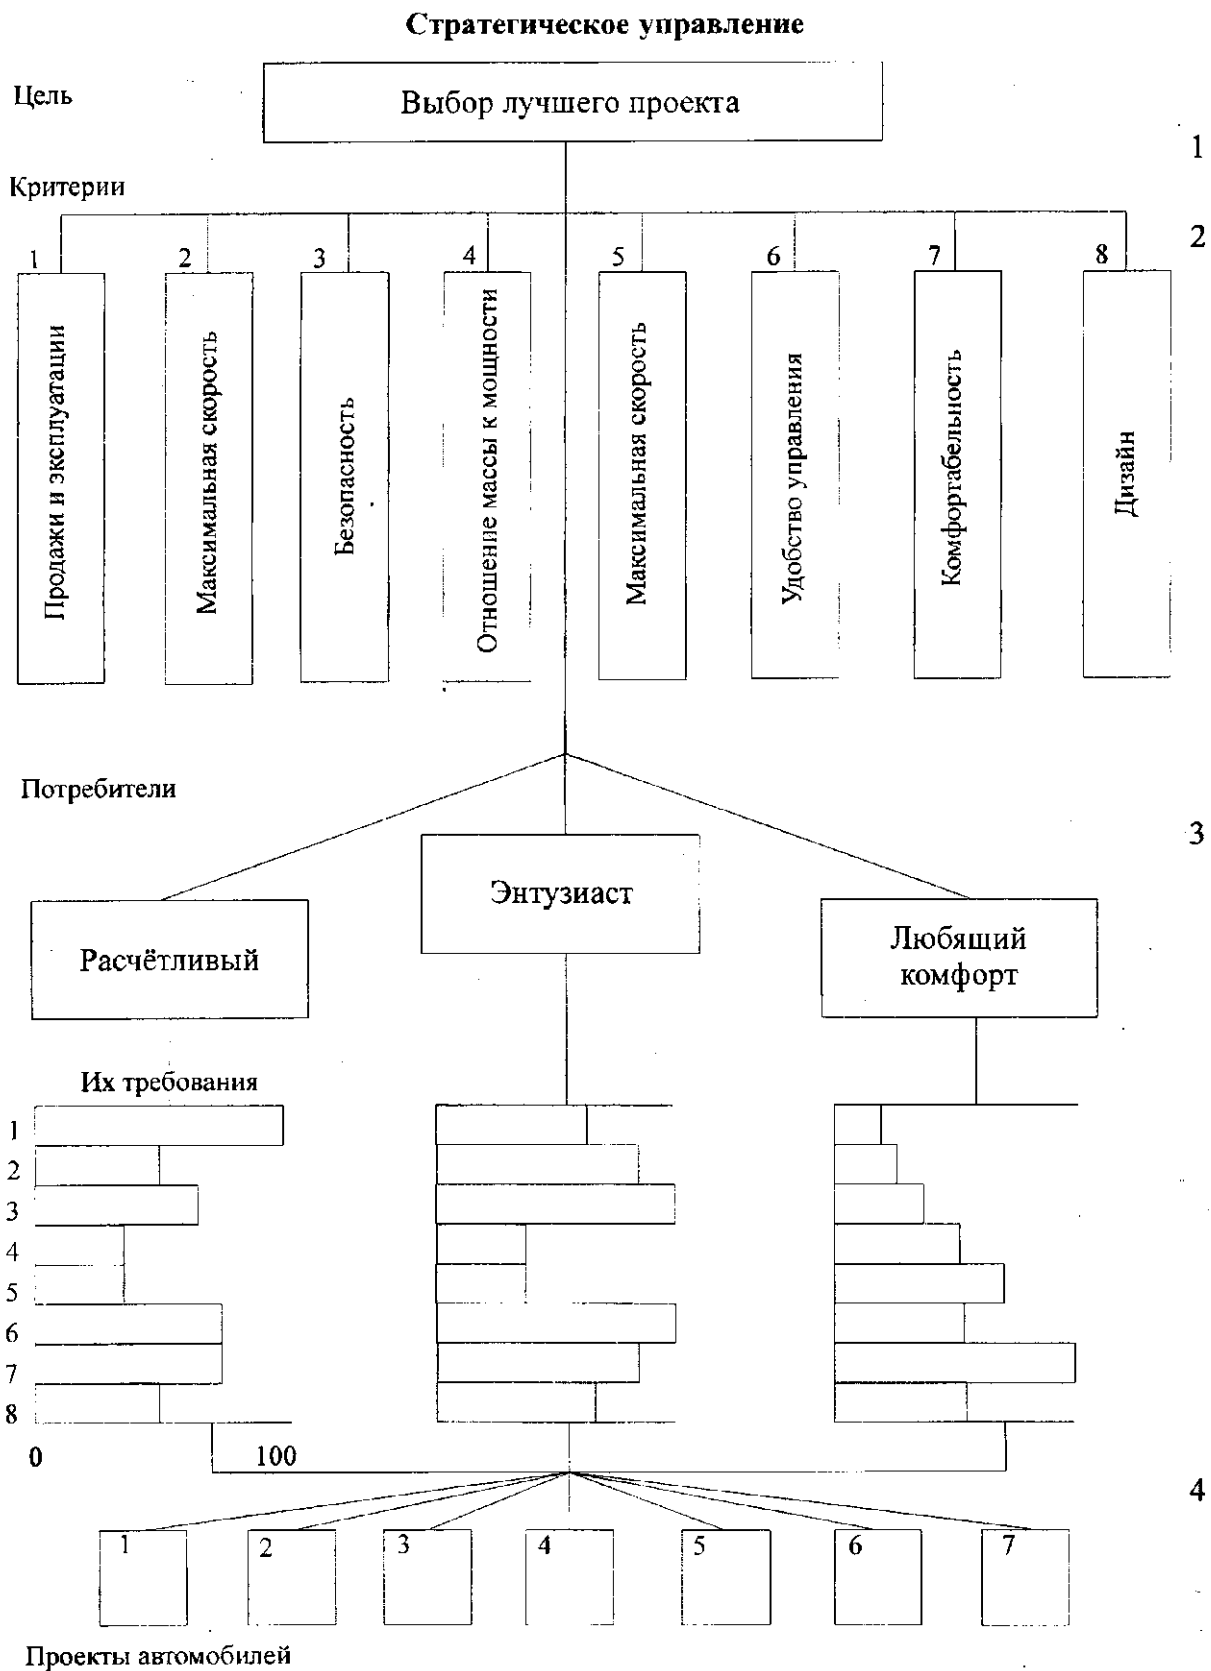 Стратегическое управление
Цель
Выбор лучшего проекта
1
Критерии
2
1 2 3 4 5 6 7 8
Продажи и эксплуатации
Максимальная скорость
Безопасность
Отношение массы к мощности
Максимальная скорость
Удобство управления
Комфортабельность
Дизайн
Потребители
3
Расчётливый
Энтузиаст
Любящий
комфорт
Их требования
1
2
3
4
5
6
7
8
0 100
4
1 2 3 4 5 6 7
Проекты автомобилей